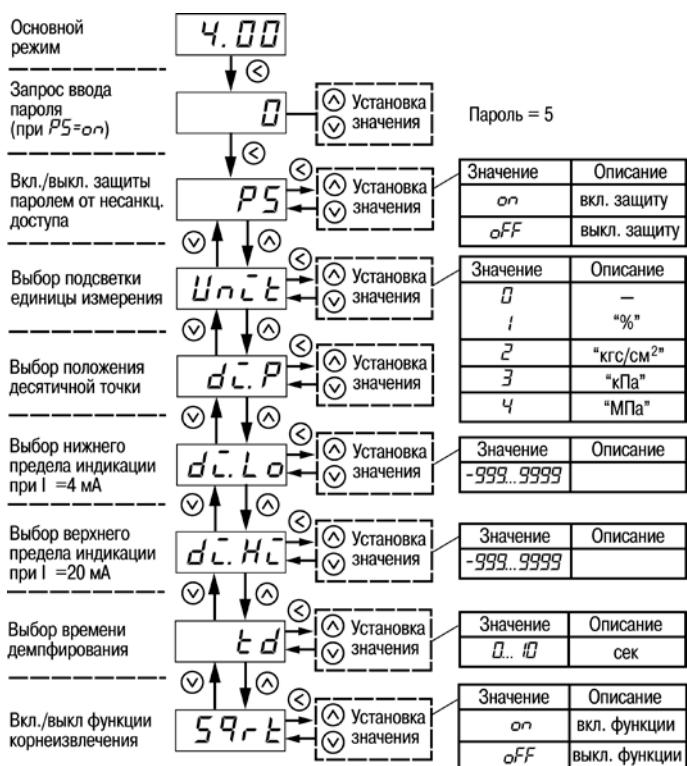 Основной
режим
4.00
Запрос ввода
пароля
(при PS=on)
0
Установка
значения
Пароль = 5
Вкл./выкл. защиты
паролем от несанкц.
доступа
PS
Установка
значения
Значение Описание
on вкл. защиту
oFF выкл. защиту
Выбор подсветки
единицы измерения
Unit
Установка
значения
Значение Описание
0 —
1 “%”
2 “кгс/см²”
3 “кПа”
4 “МПа”
Выбор положения
десятичной точки
di.P
Установка
значения
Выбор нижнего
предела индикации
при I =4 мА
di.Lo
Установка
значения
Значение Описание
-999...9999
Выбор верхнего
предела индикации
при I =20 мА
di.Hi
Установка
значения
Значение Описание
-999...9999
Выбор времени
демпфирования
td
Установка
значения
Значение Описание
0... 10 сек
Вкл./выкл функции
корнеизвлечения
Sqrt
Установка
значения
Значение Описание
on вкл. функции
oFF выкл. функции